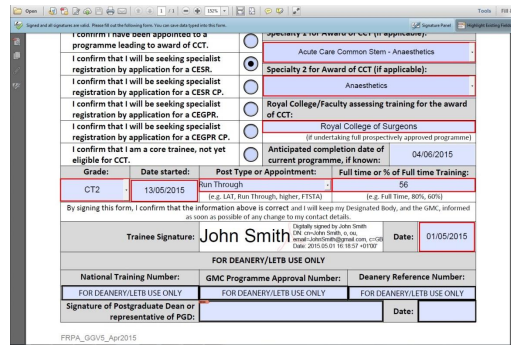 Open
1 / 1
150%
Tools
Fill
Signed and all signatures are valid. Please fill out the following form. You can save data typed into this form.
Signature Panel
Highlight Existing Fields
I confirm I have been appointed to a
programme leading to award of CCT.
Specialty 2 for Award of CCT (if applicable):
Acute Care Common Stem - Anaesthetics
I confirm that I will be seeking specialist
registration by application for a CESR.
Specialty 2 for Award of CCT (if applicable):
I confirm that I will be seeking specialist
registration by application for a CESR CP.
Anaesthetics
I confirm that I will be seeking specialist
registration by application for a CEGPR.
Royal College/Faculty assessing training for the award
of CCT:
I confirm that I will be seeking specialist
registration by application for a CEGPR CP.
Royal College of Surgeons
(if undertaking full prospectively approved programme)
I confirm that I am a core trainee, not yet
eligible for CCT.
Anticipated completion date of
current programme, if known:
04/06/2015
Grade:
Date started:
Post Type or Appointment:
Full time or % of Full time Training:
CT2
13/05/2015
Run Through
56
(e.g. LAT, Run Through, higher, FTSTA)
(e.g. Full Time, 80%, 60%)
By signing this form, I confirm that the information above is correct and I will keep my Designated Body, and the GMC, informed
as soon as possible of any change to my contact details.
Trainee Signature:
John Smith
Digitally signed by John Smith
DN: cn=John Smith, o, ou,
email=JohnSmith@gmail.com, c=GB
Date: 2015.05.01 16:18:57 +01'00'
Date:
01/05/2015
FOR DEANERY/LETB USE ONLY
National Training Number:
GMC Programme Approval Number:
Deanery Reference Number:
FOR DEANERY/LETB USE ONLY
FOR DEANERY/LETB USE ONLY
FOR DEANERY/LETB USE ONLY
Signature of Postgraduate Dean or
representative of PGD:
Date:
FRPA_GGV5_Apr2015